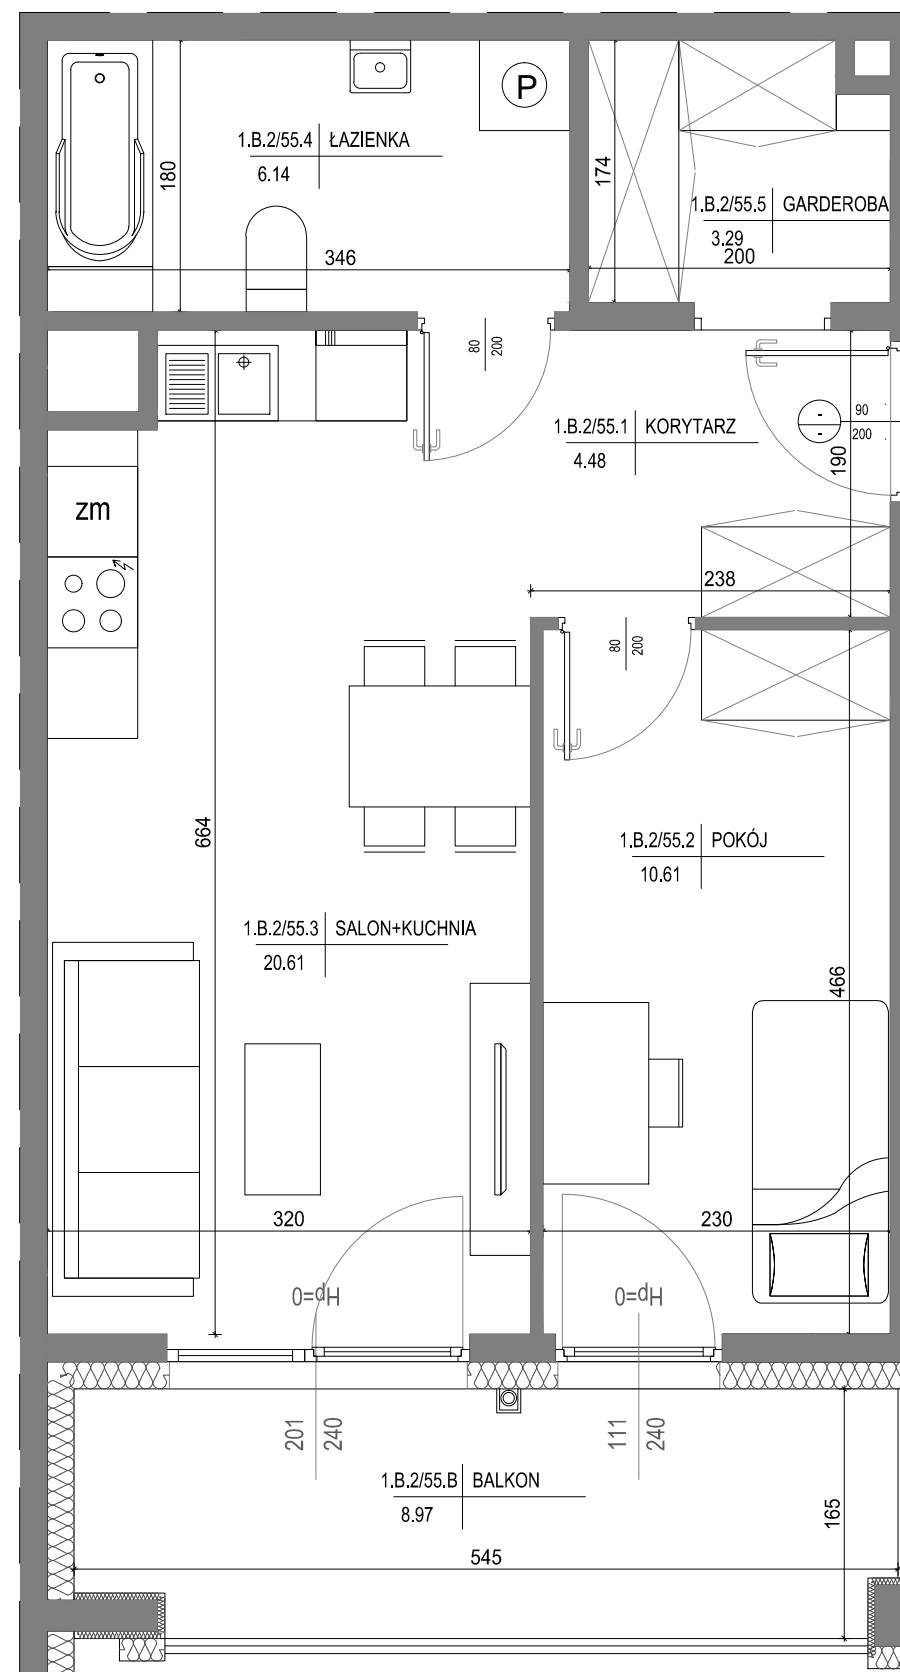 P
1.B.2/55.4 ŁAZIENKA
6.14
180
346
174
1.B.2/55.5 GARDEROBA
3.29
200
80
200
1.B.2/55.1 KORYTARZ
4.48
90
200
190
zm
238
80
200
664
1.B.2/55.2 POKÓJ
10.61
1.B.2/55.3 SALON+KUCHNIA
20.61
466
320
230
Hp=0
Hp=0
201
240
111
240
1.B.2/55.B BALKON
8.97
165
545